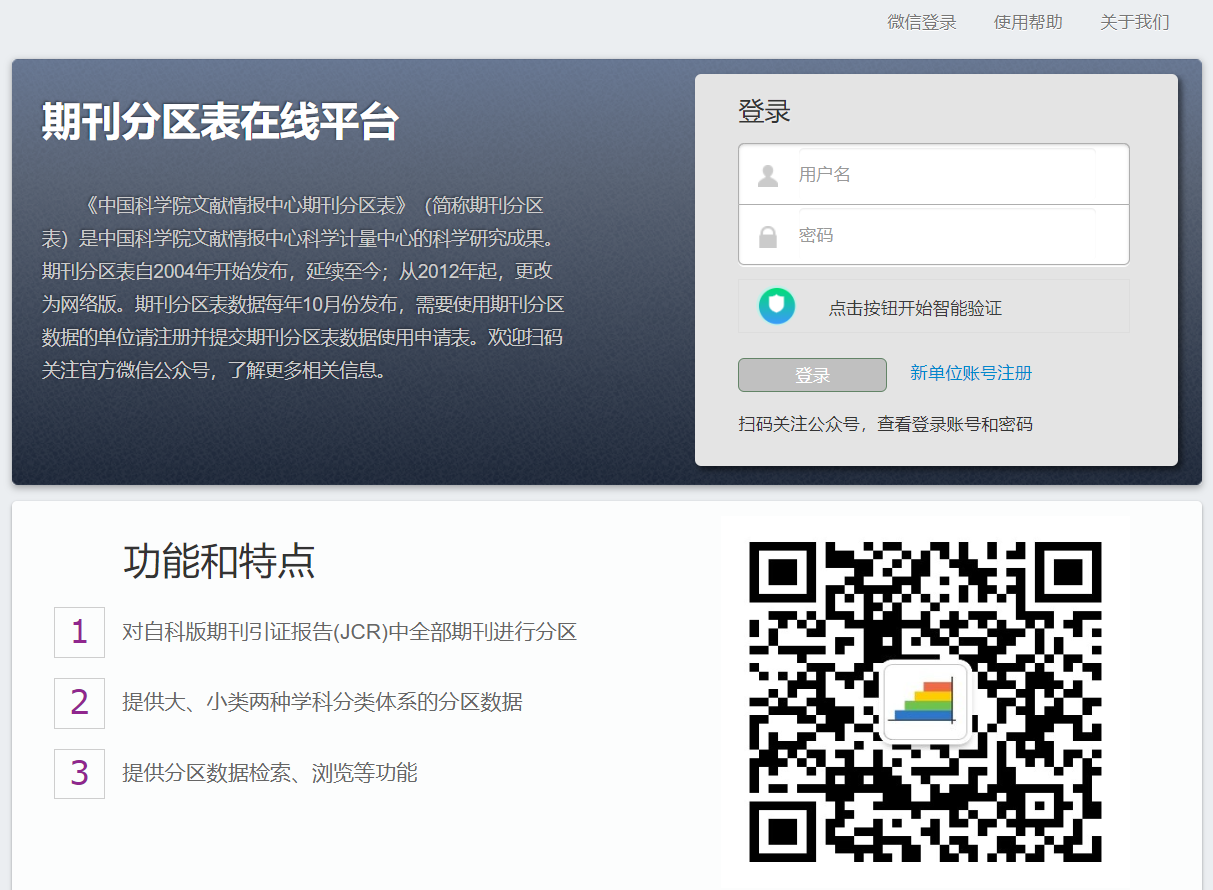 微信登录 使用帮助 关于我们
期刊分区表在线平台
《中国科学院文献情报中心期刊分区表》（简称期刊分区
表）是中国科学院文献情报中心科学计量中心的科学研究成果。
期刊分区表自2004年开始发布，延续至今；从2012年起，更改
为网络版。期刊分区表数据每年10月份发布，需要使用期刊分区
数据的单位请注册并提交期刊分区表数据使用申请表。欢迎扫码
关注官方微信公众号，了解更多相关信息。
登录
用户名
密码
点击按钮开始智能验证
登录 新单位账号注册
扫码关注公众号，查看登录账号和密码
功能和特点
1 对自科版期刊引证报告(JCR)中全部期刊进行分区
2 提供大、小类两种学科分类体系的分区数据
3 提供分区数据检索、浏览等功能